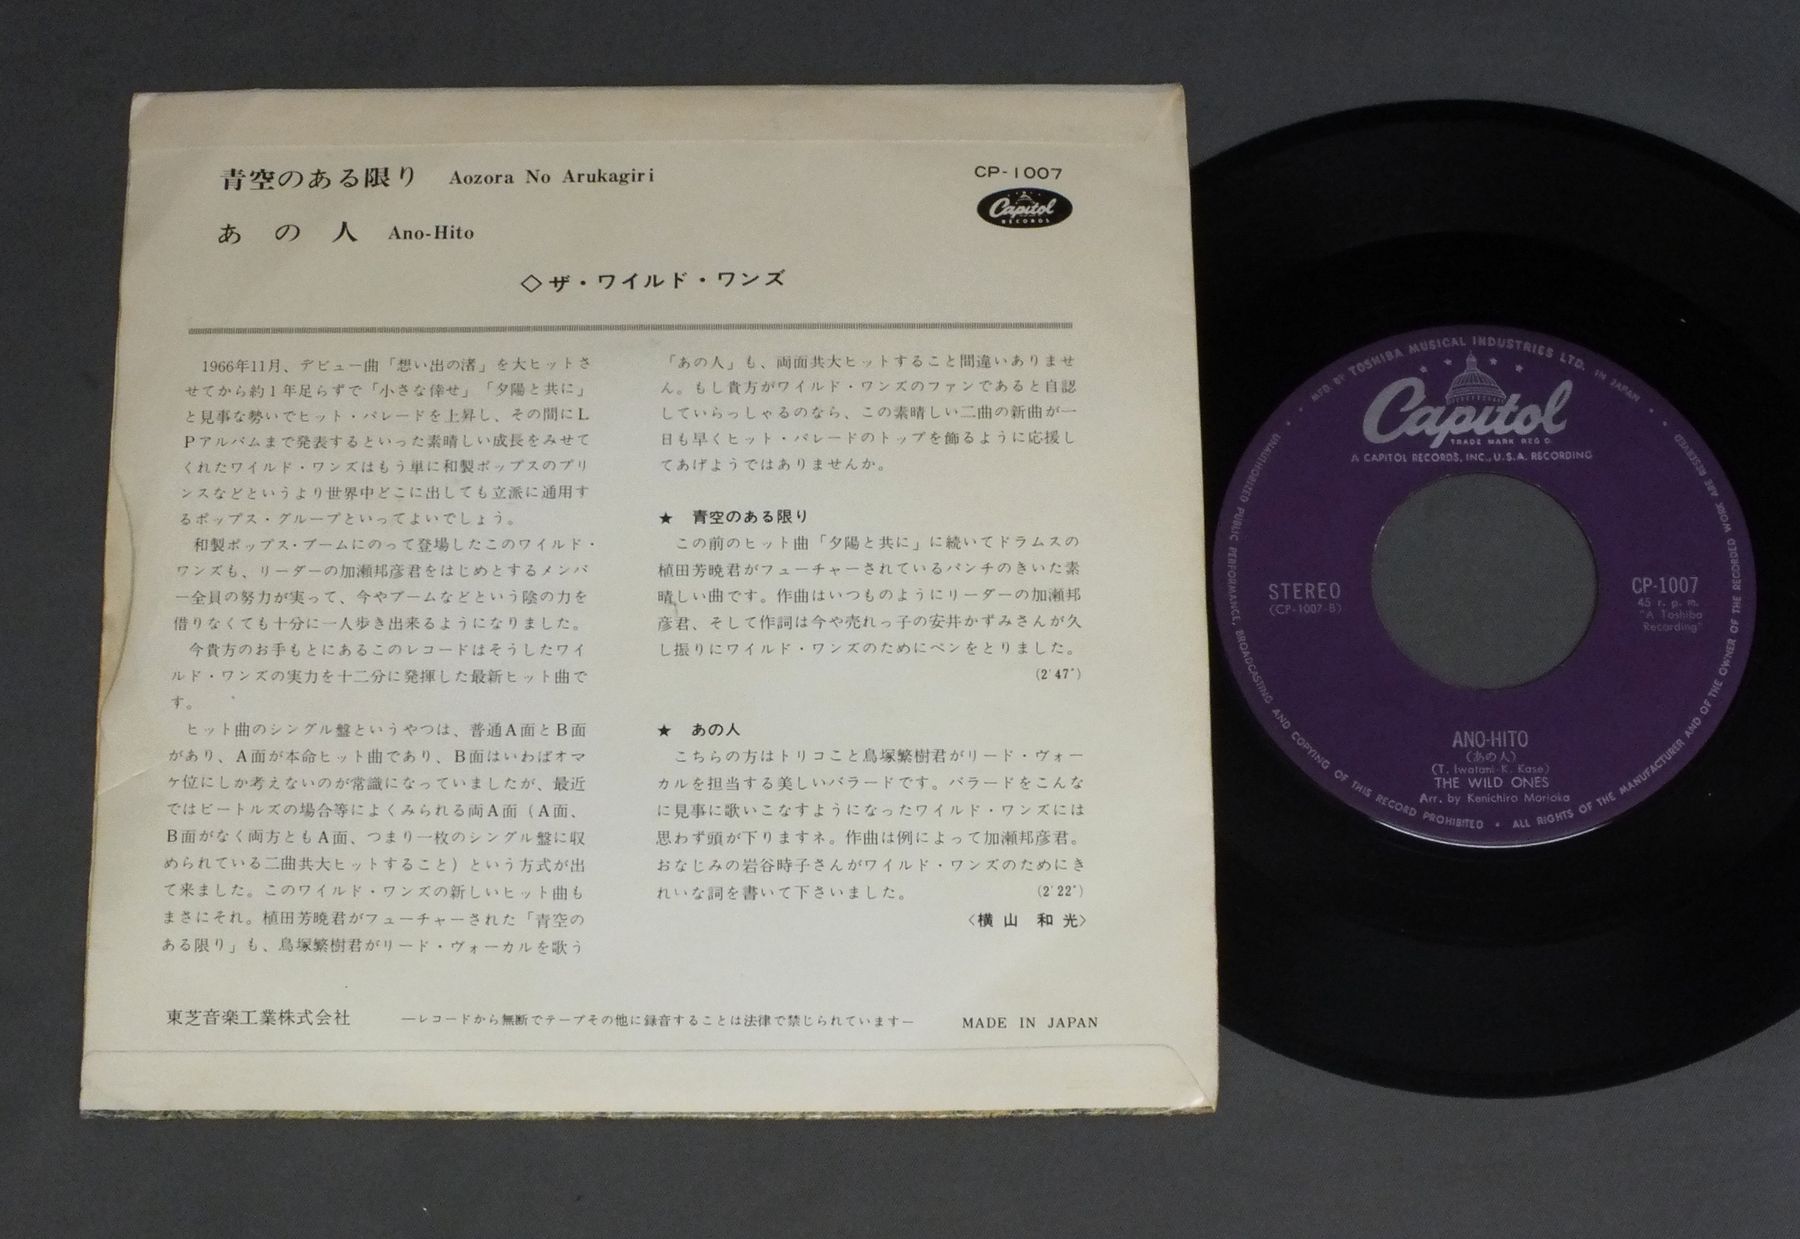 青空のある限り Aozora No Arukagiri
CP-1007
Capitol
RECORDS
あの人 Ano-Hito
◇ザ・ワイルド・ワンズ
1966年11月、デビュー曲「想い出の渚」を大ヒットさ
せてから約1年足らずで「小さな倖せ」「夕陽と共に」
と見事な勢いでヒット・パレードを上昇し、その間にL
Pアルバムまで発表するといった素晴しい成長をみせて
くれたワイルド・ワンズはもう単に和製ポップスのプリ
ンスなどというより世界中どこに出しても立派に通用す
るポップス・グループといってよいでしょう。
和製ポップス・ブームにのって登場したこのワイルド・
ワンズも、リーダーの加瀬邦彦君をはじめとするメンバ
ー全員の努力が実って、今やブームなどという陰の力を
借りなくても十分に一人歩き出来るようになりました。
今貴方のお手もとにあるこのレコードはそうしたワイ
ルド・ワンズの実力を十二分に発揮した最新ヒット曲で
す。
ヒット曲のシングル盤というやつは、普通A面とB面
があり、A面が本命ヒット曲であり、B面はいわばオマ
ケ位にしか考えないのが常識になっていましたが、最近
ではビートルズの場合等によくみられる両A面(A面、
B面がなく両方ともA面、つまり一枚のシングル盤に収
められている二曲共大ヒットすること)という方式が出
て来ました。このワイルド・ワンズの新しいヒット曲も
まさにそれ。植田芳暁君がフューチャーされた「青空の
ある限り」も、鳥塚繁樹君がリード・ヴォーカルを歌う
「あの人」も、両面共大ヒットすること間違いありませ
ん。もし貴方がワイルド・ワンズのファンであると自認
していらっしゃるのなら、この素晴しい二曲の新曲が一
日も早くヒット・パレードのトップを飾るように応援し
てあげようではありませんか。
★ 青空のある限り
この前のヒット曲「夕陽と共に」に続いてドラムスの
植田芳暁君がフューチャーされているパンチのきいた素
晴しい曲です。作曲はいつものようにリーダーの加瀬邦
彦君、そして作詞は今や売れっ子の安井かずみさんが久
し振りにワイルド・ワンズのためにペンをとりました。
(2'47")
★ あの人
こちらの方はトリコこと鳥塚繁樹君がリード・ヴォー
カルを担当する美しいバラードです。バラードをこんな
に見事に歌いこなすようになったワイルド・ワンズには
思わず頭が下りますネ。作曲は例によって加瀬邦彦君。
おなじみの岩谷時子さんがワイルド・ワンズのためにき
れいな詞を書いて下さいました。 (2'22")
〈横山 和光〉
東芝音楽工業株式会社 ―レコードから無断でテープその他に録音することは法律で禁じられています― MADE IN JAPAN
MFD. BY TOSHIBA MUSICAL INDUSTRIES LTD. IN JAPAN
Capitol
TRADE MARK REG'D.
A CAPITOL RECORDS, INC., U.S.A. RECORDING
STEREO
(CP-1007-B)
CP-1007
45 r. p. m.
"A Toshiba
Recording"
ANO-HITO
(あの人)
(T. Iwatani-K. Kase)
THE WILD ONES
Arr. by Kenichiro Morioka
UNAUTHORIZED PUBLIC PERFORMANCE, BROADCASTING AND COPYING OF THIS RECORD PROHIBITED • ALL RIGHTS OF THE MANUFACTURER AND OF THE OWNER OF THE RECORDED WORK ARE RESERVED